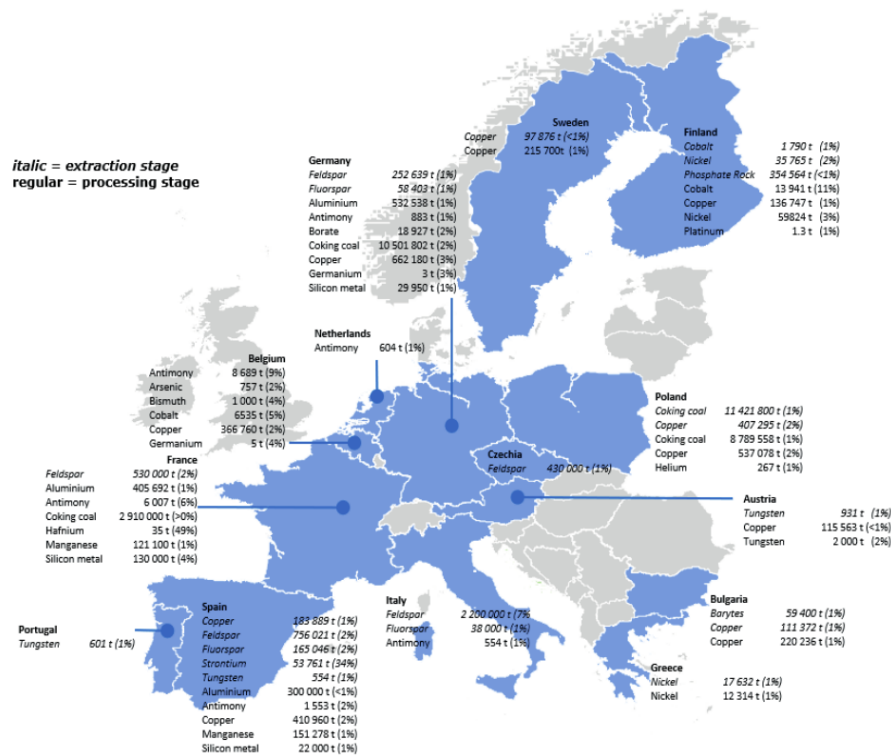 italic = extraction stage
regular = processing stage
Sweden
Copper 97 876 t (<1%)
Copper 215 700t (1%)
Finland
Cobalt 1 790 t (1%)
Nickel 35 765 t (2%)
Phosphate Rock 354 564 t (<1%)
Cobalt 13 941 t (11%)
Copper 136 747 t (1%)
Nickel 59824 t (3%)
Platinum 1.3 t (1%)
Germany
Feldspar 252 639 t (1%)
Fluorspar 58 403 t (1%)
Aluminium 532 538 t (1%)
Antimony 883 t (1%)
Borate 18 927 t (2%)
Coking coal 10 501 802 t (2%)
Copper 662 180 t (3%)
Germanium 3 t (3%)
Silicon metal 29 950 t (1%)
Netherlands
Antimony 604 t (1%)
Belgium
Antimony 8 689 t (9%)
Arsenic 757 t (2%)
Bismuth 1 000 t (4%)
Cobalt 6535 t (5%)
Copper 366 760 t (2%)
Germanium 5 t (4%)
Poland
Coking coal 11 421 800 t (1%)
Copper 407 295 t (2%)
Coking coal 8 789 558 t (1%)
Copper 537 078 t (2%)
Helium 267 t (1%)
Czechia
Feldspar 430 000 t (1%)
France
Feldspar 530 000 t (2%)
Aluminium 405 692 t (1%)
Antimony 6 007 t (6%)
Coking coal 2 910 000 t (>0%)
Hafnium 35 t (49%)
Manganese 121 100 t (1%)
Silicon metal 130 000 t (4%)
Austria
Tungsten 931 t (1%)
Copper 115 563 t (<1%)
Tungsten 2 000 t (2%)
Portugal
Tungsten 601 t (1%)
Spain
Copper 183 889 t (1%)
Feldspar 756 021 t (2%)
Fluorspar 165 046 t (2%)
Strontium 53 761 t (34%)
Tungsten 554 t (1%)
Aluminium 300 000 t (<1%)
Antimony 1 553 t (2%)
Copper 410 960 t (2%)
Manganese 151 278 t (1%)
Silicon metal 22 000 t (1%)
Italy
Feldspar 2 200 000 t (7%
Fluorspar 38 000 t (1%)
Antimony 554 t (1%)
Bulgaria
Barytes 59 400 t (1%)
Copper 111 372 t (1%)
Copper 220 236 t (1%)
Greece
Nickel 17 632 t (1%)
Nickel 12 314 t (1%)